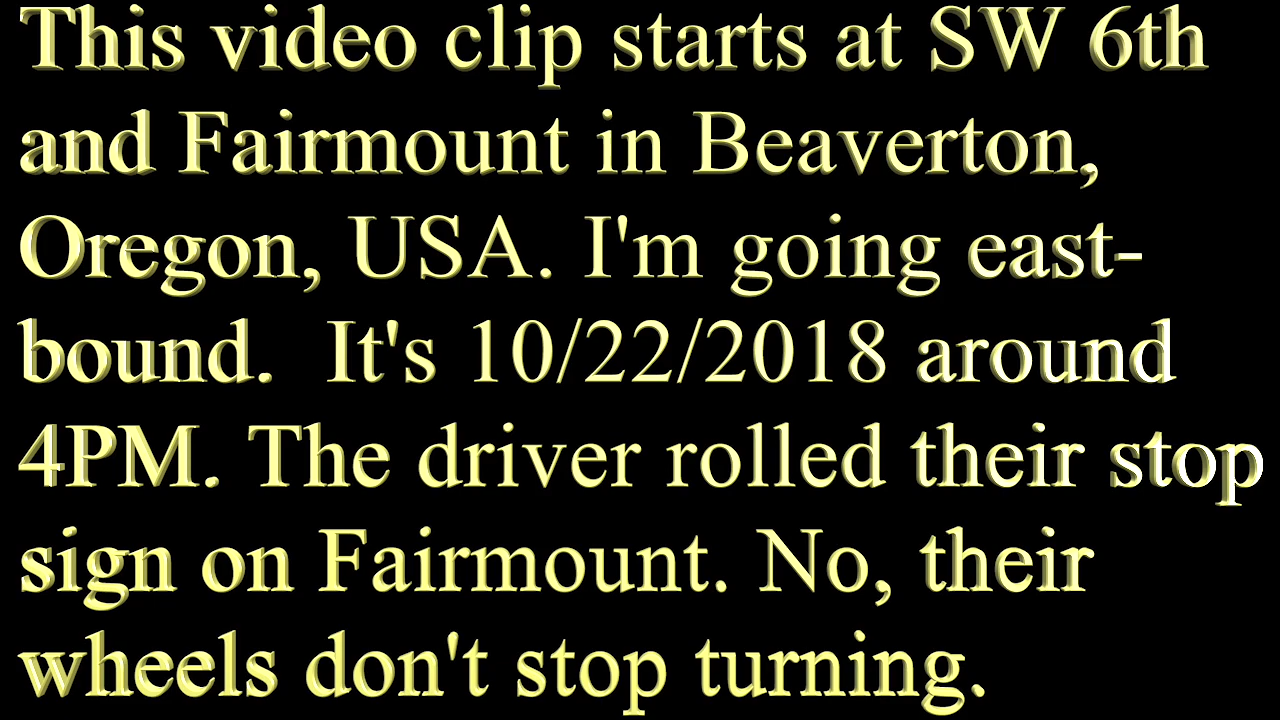 This video clip starts at SW 6th
and Fairmount in Beaverton,
Oregon, USA. I'm going east-
bound.  It's 10/22/2018 around
4PM. The driver rolled their stop
sign on Fairmount. No, their
wheels don't stop turning.